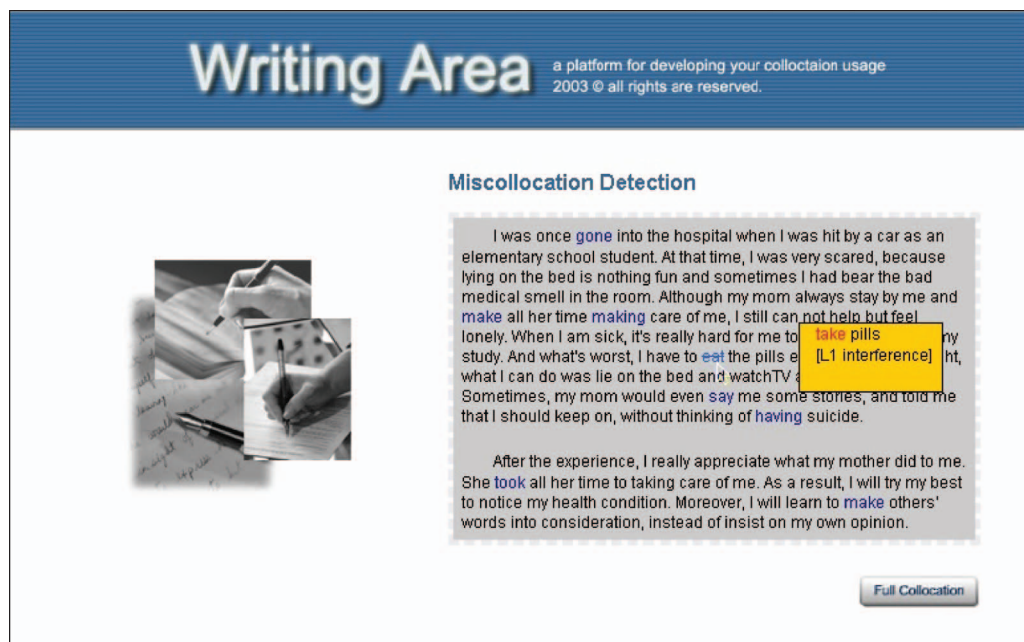 Writing Area
a platform for developing your colloctaion usage
2003 © all rights are reserved.
Miscollocation Detection
I was once gone into the hospital when I was hit by a car as an
elementary school student. At that time, I was very scared, because
lying on the bed is nothing fun and sometimes I had bear the bad
medical smell in the room. Although my mom always stay by me and
make all her time making care of me, I still can not help but feel
lonely. When I am sick, it's really hard for me to ny
study. And what's worst, I have to eat the pills e ht,
what I can do was lie on the bed and watchTV a
Sometimes, my mom would even say me some stories, and told me
that I should keep on, without thinking of having suicide.
take pills
[L1 interference]
After the experience, I really appreciate what my mother did to me.
She took all her time to taking care of me. As a result, I will try my best
to notice my health condition. Moreover, I will learn to make others'
words into consideration, instead of insist on my own opinion.
Full Collocation